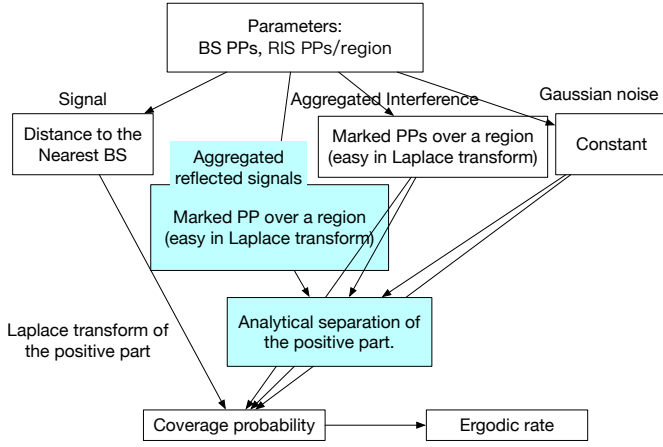 Parameters:
BS PPs, RIS PPs/region
Signal
Aggregated Interference
Gaussian noise
Distance to the
Nearest BS
Marked PPs over a region
(easy in Laplace transform)
Constant
Aggregated
reflected signals
Marked PP over a region
(easy in Laplace transform)
Analytical separation of
the positive part.
Laplace transform of
the positive part
Coverage probability
Ergodic rate